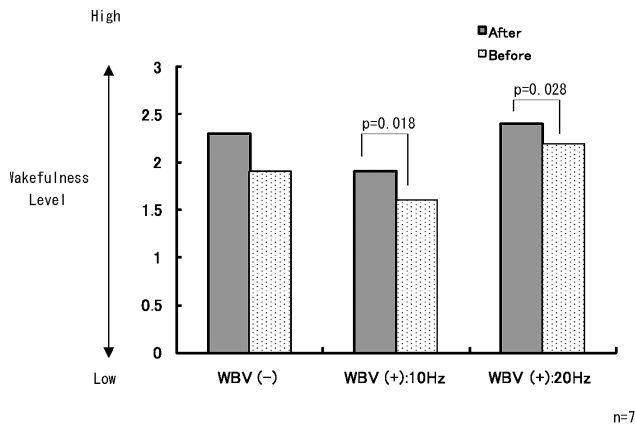 High
After
Before
3
2.5
2
1.5
1
0.5
0
p=0.018
p=0.028
Wakefulness
Level
Low
WBV (-)
WBV (+):10Hz
WBV (+):20Hz
n=7